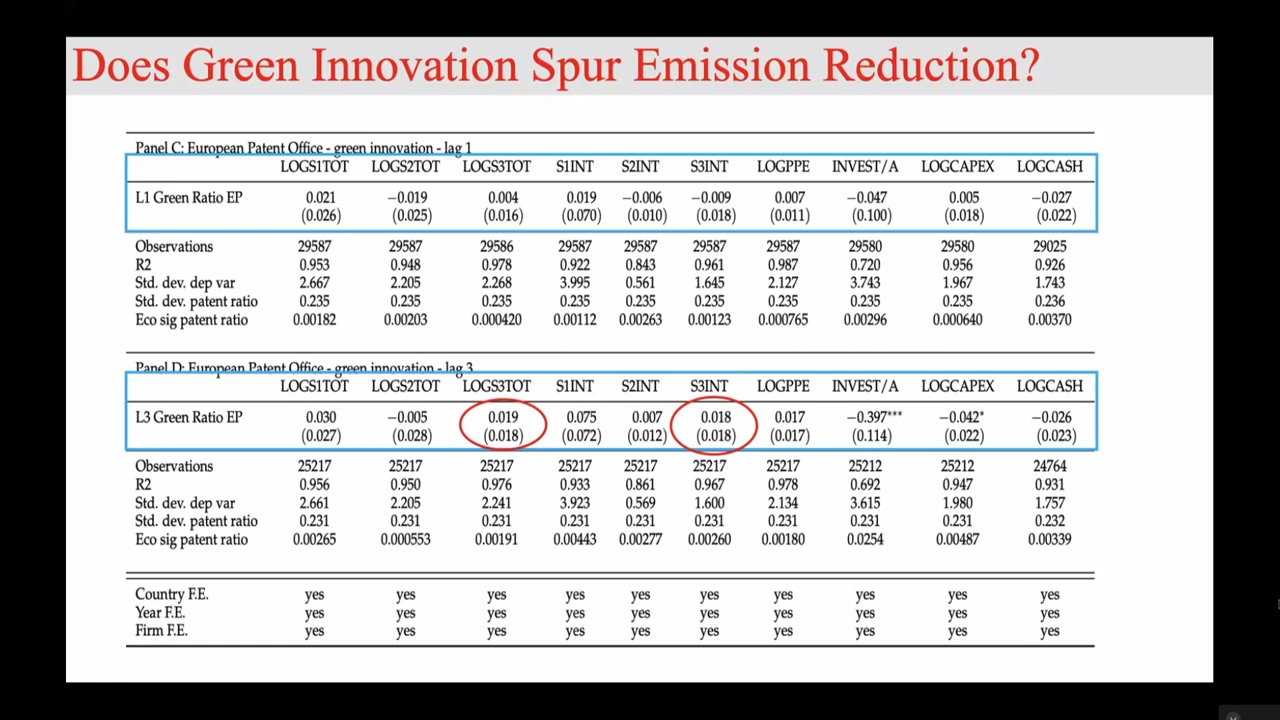 Does Green Innovation Spur Emission Reduction?
Panel C: European Patent Office - green innovation - lag 1
LOGS1TOT LOGS2TOT LOGS3TOT S1INT S2INT S3INT LOGPPE INVEST/A LOGCAPEX LOGCASH
L1 Green Ratio EP 0.021 −0.019 0.004 0.019 −0.006 −0.009 0.007 −0.047 0.005 −0.027
(0.026) (0.025) (0.016) (0.070) (0.010) (0.018) (0.011) (0.100) (0.018) (0.022)
Observations 29587 29587 29586 29587 29587 29587 29587 29580 29580 29025
R2 0.953 0.948 0.978 0.922 0.843 0.961 0.987 0.720 0.956 0.926
Std. dev. dep var 2.667 2.205 2.268 3.995 0.561 1.645 2.127 3.743 1.967 1.743
Std. dev. patent ratio 0.235 0.235 0.235 0.235 0.235 0.235 0.235 0.235 0.235 0.236
Eco sig patent ratio 0.00182 0.00203 0.000420 0.00112 0.00263 0.00123 0.000765 0.00296 0.000640 0.00370
Panel D: European Patent Office - green innovation - lag 3
LOGS1TOT LOGS2TOT LOGS3TOT S1INT S2INT S3INT LOGPPE INVEST/A LOGCAPEX LOGCASH
L3 Green Ratio EP 0.030 −0.005 0.019 0.075 0.007 0.018 0.017 −0.397*** −0.042* −0.026
(0.027) (0.028) (0.018) (0.072) (0.012) (0.018) (0.017) (0.114) (0.022) (0.023)
Observations 25217 25217 25217 25217 25217 25217 25217 25212 25212 24764
R2 0.956 0.950 0.976 0.933 0.861 0.967 0.978 0.692 0.947 0.931
Std. dev. dep var 2.661 2.205 2.241 3.923 0.569 1.600 2.134 3.615 1.980 1.757
Std. dev. patent ratio 0.231 0.231 0.231 0.231 0.231 0.231 0.231 0.231 0.231 0.232
Eco sig patent ratio 0.00265 0.000553 0.00191 0.00443 0.00277 0.00260 0.00180 0.0254 0.00487 0.00339
Country F.E. yes yes yes yes yes yes yes yes yes yes
Year F.E. yes yes yes yes yes yes yes yes yes yes
Firm F.E. yes yes yes yes yes yes yes yes yes yes